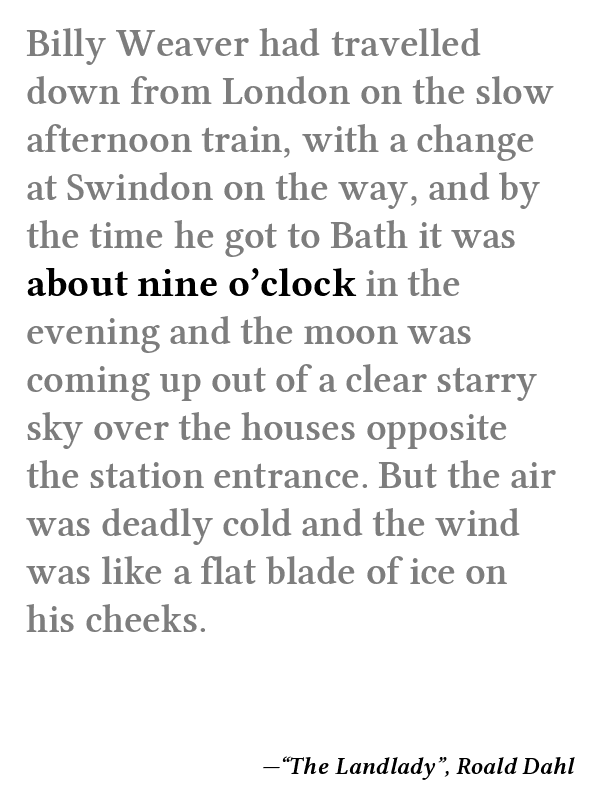 Billy Weaver had travelled
down from London on the slow
afternoon train, with a change
at Swindon on the way, and by
the time he got to Bath it was
about nine o’clock in the
evening and the moon was
coming up out of a clear starry
sky over the houses opposite
the station entrance. But the air
was deadly cold and the wind
was like a flat blade of ice on
his cheeks.
—“The Landlady”, Roald Dahl